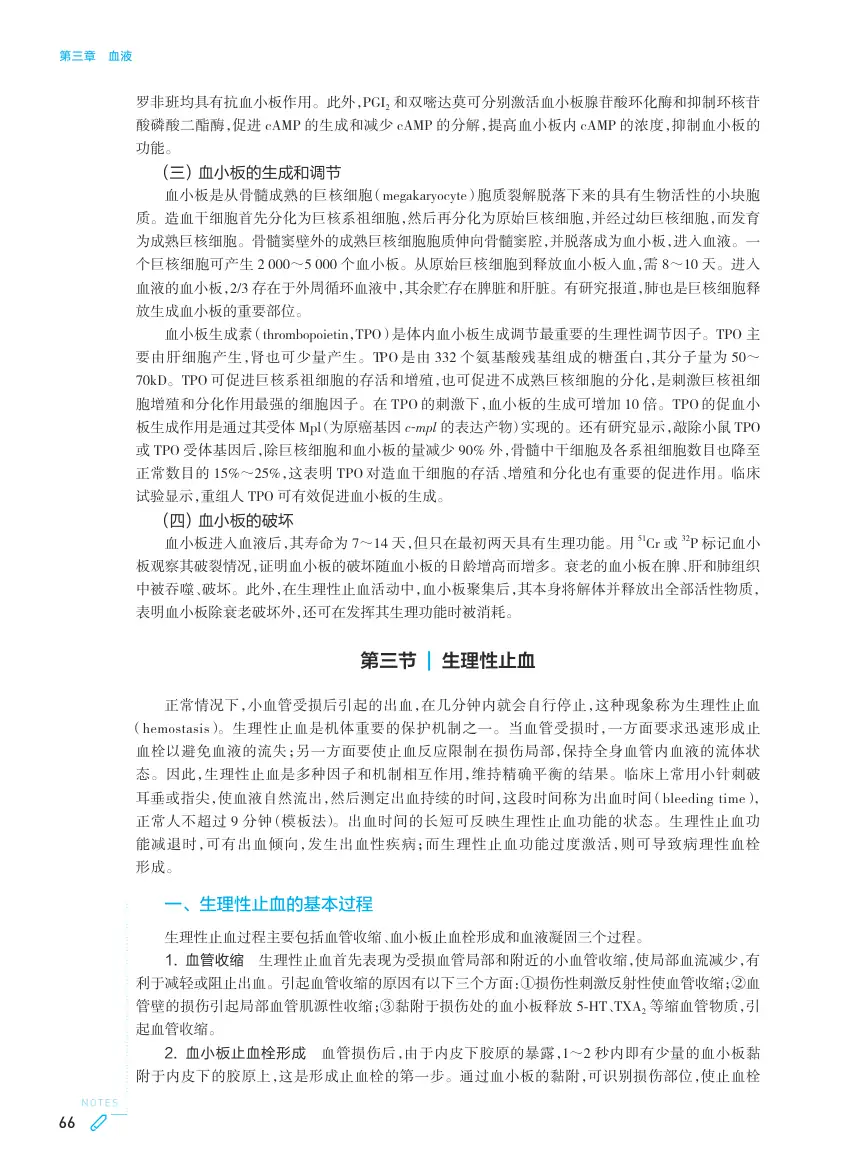 第三章 血液
罗非班均具有抗血小板作用。此外,PGI₂ 和双嘧达莫可分别激活血小板腺苷酸环化酶和抑制环核苷
酸磷酸二酯酶,促进 cAMP 的生成和减少 cAMP 的分解,提高血小板内 cAMP 的浓度,抑制血小板的
功能。
(三) 血小板的生成和调节
血小板是从骨髓成熟的巨核细胞(megakaryocyte)胞质裂解脱落下来的具有生物活性的小块胞
质。造血干细胞首先分化为巨核系祖细胞,然后再分化为原始巨核细胞,并经过幼巨核细胞,而发育
为成熟巨核细胞。骨髓窦壁外的成熟巨核细胞胞质伸向骨髓窦腔,并脱落成为血小板,进入血液。一
个巨核细胞可产生 2 000～5 000 个血小板。从原始巨核细胞到释放血小板入血,需 8～10 天。进入
血液的血小板,2/3 存在于外周循环血液中,其余贮存在脾脏和肝脏。有研究报道,肺也是巨核细胞释
放生成血小板的重要部位。
血小板生成素(thrombopoietin,TPO)是体内血小板生成调节最重要的生理性调节因子。TPO 主
要由肝细胞产生,肾也可少量产生。TPO 是由 332 个氨基酸残基组成的糖蛋白,其分子量为 50～
70kD。TPO 可促进巨核系祖细胞的存活和增殖,也可促进不成熟巨核细胞的分化,是刺激巨核祖细
胞增殖和分化作用最强的细胞因子。在 TPO 的刺激下,血小板的生成可增加 10 倍。TPO 的促血小
板生成作用是通过其受体 Mpl(为原癌基因 c-mpl 的表达产物)实现的。还有研究显示,敲除小鼠 TPO
或 TPO 受体基因后,除巨核细胞和血小板的量减少 90% 外,骨髓中干细胞及各系祖细胞数目也降至
正常数目的 15%～25%,这表明 TPO 对造血干细胞的存活、增殖和分化也有重要的促进作用。临床
试验显示,重组人 TPO 可有效促进血小板的生成。
(四) 血小板的破坏
血小板进入血液后,其寿命为 7～14 天,但只在最初两天具有生理功能。用 ⁵¹Cr 或 ³²P 标记血小
板观察其破裂情况,证明血小板的破坏随血小板的日龄增高而增多。衰老的血小板在脾、肝和肺组织
中被吞噬、破坏。此外,在生理性止血活动中,血小板聚集后,其本身将解体并释放出全部活性物质,
表明血小板除衰老破坏外,还可在发挥其生理功能时被消耗。
第三节 | 生理性止血
正常情况下,小血管受损后引起的出血,在几分钟内就会自行停止,这种现象称为生理性止血
(hemostasis)。生理性止血是机体重要的保护机制之一。当血管受损时,一方面要求迅速形成止
血栓以避免血液的流失;另一方面要使止血反应限制在损伤局部,保持全身血管内血液的流体状
态。因此,生理性止血是多种因子和机制相互作用,维持精确平衡的结果。临床上常用小针刺破
耳垂或指尖,使血液自然流出,然后测定出血持续的时间,这段时间称为出血时间(bleeding time),
正常人不超过 9 分钟(模板法)。出血时间的长短可反映生理性止血功能的状态。生理性止血功
能减退时,可有出血倾向,发生出血性疾病;而生理性止血功能过度激活,则可导致病理性血栓
形成。
一、生理性止血的基本过程
生理性止血过程主要包括血管收缩、血小板止血栓形成和血液凝固三个过程。
1. 血管收缩 生理性止血首先表现为受损血管局部和附近的小血管收缩,使局部血流减少,有
利于减轻或阻止出血。引起血管收缩的原因有以下三个方面:①损伤性刺激反射性使血管收缩;②血
管壁的损伤引起局部血管肌源性收缩;③黏附于损伤处的血小板释放 5-HT、TXA₂ 等缩血管物质,引
起血管收缩。
2. 血小板止血栓形成 血管损伤后,由于内皮下胶原的暴露,1～2 秒内即有少量的血小板黏
附于内皮下的胶原上,这是形成止血栓的第一步。通过血小板的黏附,可识别损伤部位,使止血栓
NOTES
66